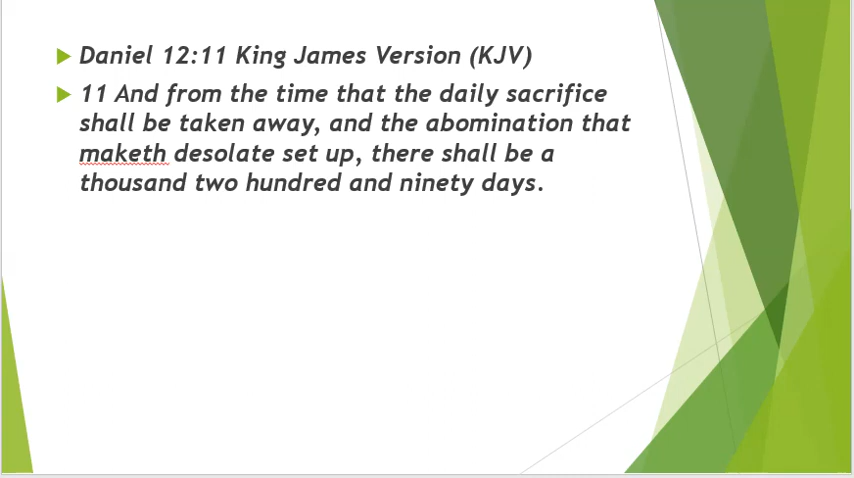 Daniel 12:11 King James Version (KJV)
11 And from the time that the daily sacrifice
shall be taken away, and the abomination that
maketh desolate set up, there shall be a
thousand two hundred and ninety days.